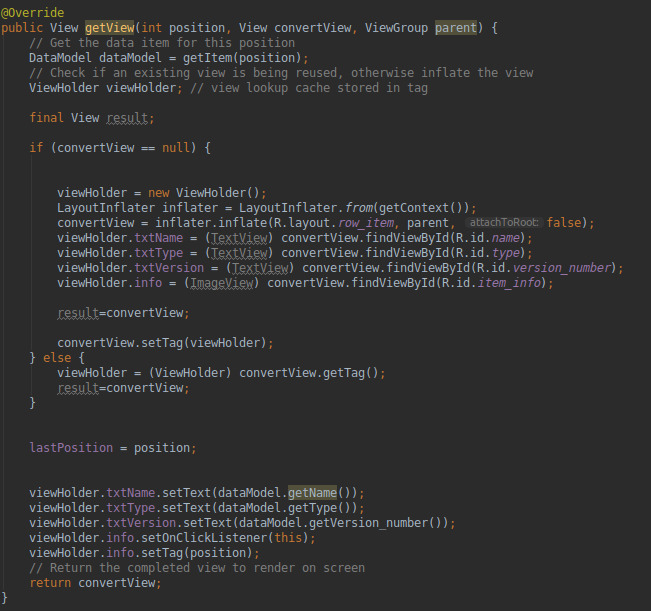 @Override
public View getView(int position, View convertView, ViewGroup parent) {
// Get the data item for this position
DataModel dataModel = getItem(position);
// Check if an existing view is being reused, otherwise inflate the view
ViewHolder viewHolder; // view lookup cache stored in tag
final View result;
if (convertView == null) {
viewHolder = new ViewHolder();
LayoutInflater inflater = LayoutInflater.from(getContext());
convertView = inflater.inflate(R.layout.row_item, parent, attachToRoot: false);
viewHolder.txtName = (TextView) convertView.findViewById(R.id.name);
viewHolder.txtType = (TextView) convertView.findViewById(R.id.type);
viewHolder.txtVersion = (TextView) convertView.findViewById(R.id.version_number);
viewHolder.info = (ImageView) convertView.findViewById(R.id.item_info);
result=convertView;
convertView.setTag(viewHolder);
} else {
viewHolder = (ViewHolder) convertView.getTag();
result=convertView;
}
lastPosition = position;
viewHolder.txtName.setText(dataModel.getName());
viewHolder.txtType.setText(dataModel.getType());
viewHolder.txtVersion.setText(dataModel.getVersion_number());
viewHolder.info.setOnClickListener(this);
viewHolder.info.setTag(position);
// Return the completed view to render on screen
return convertView;
}